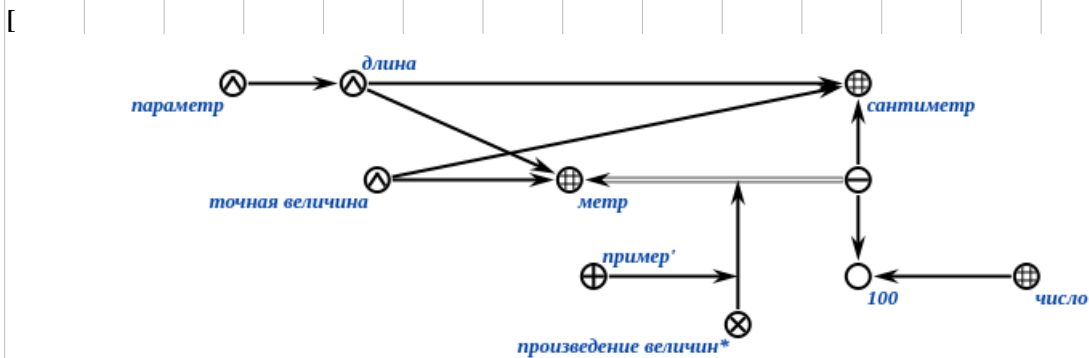 [
длина
параметр
сантиметр
точная величина
метр
пример'
100
число
произведение величин*